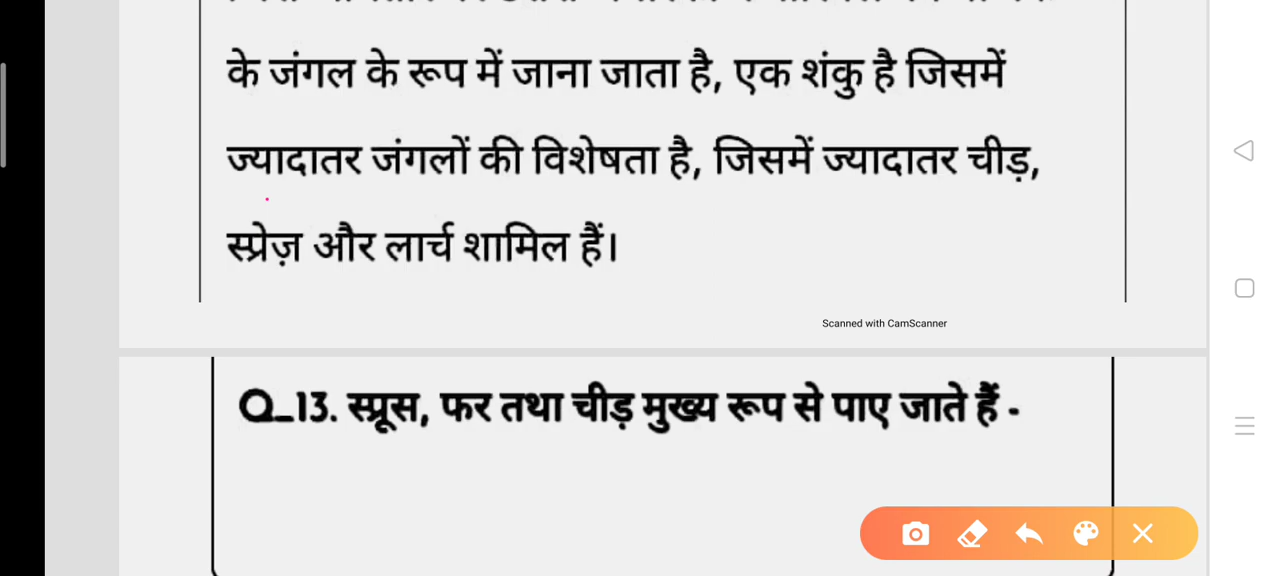 के जंगल के रूप में जाना जाता है, एक शंकु है जिसमें
ज्यादातर जंगलों की विशेषता है, जिसमें ज्यादातर चीड़,
स्प्रेज़ और लार्च शामिल हैं।
Scanned with CamScanner
Q_13. स्प्रूस, फर तथा चीड़ मुख्य रूप से पाए जाते हैं -